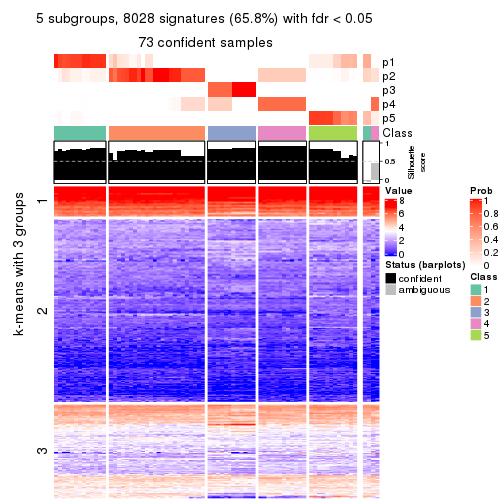 5 subgroups, 8028 signatures (65.8%) with fdr < 0.05
73 confident samples
p1
p2
p3
p4
p5
Class
1
0.5
0
Silhouette
score
k-means with 3 groups
1
2
3
Value
8
6
4
2
0
Status (barplots)
confident
ambiguous
Prob
1
0.8
0.6
0.4
0.2
0
Class
1
2
3
4
5